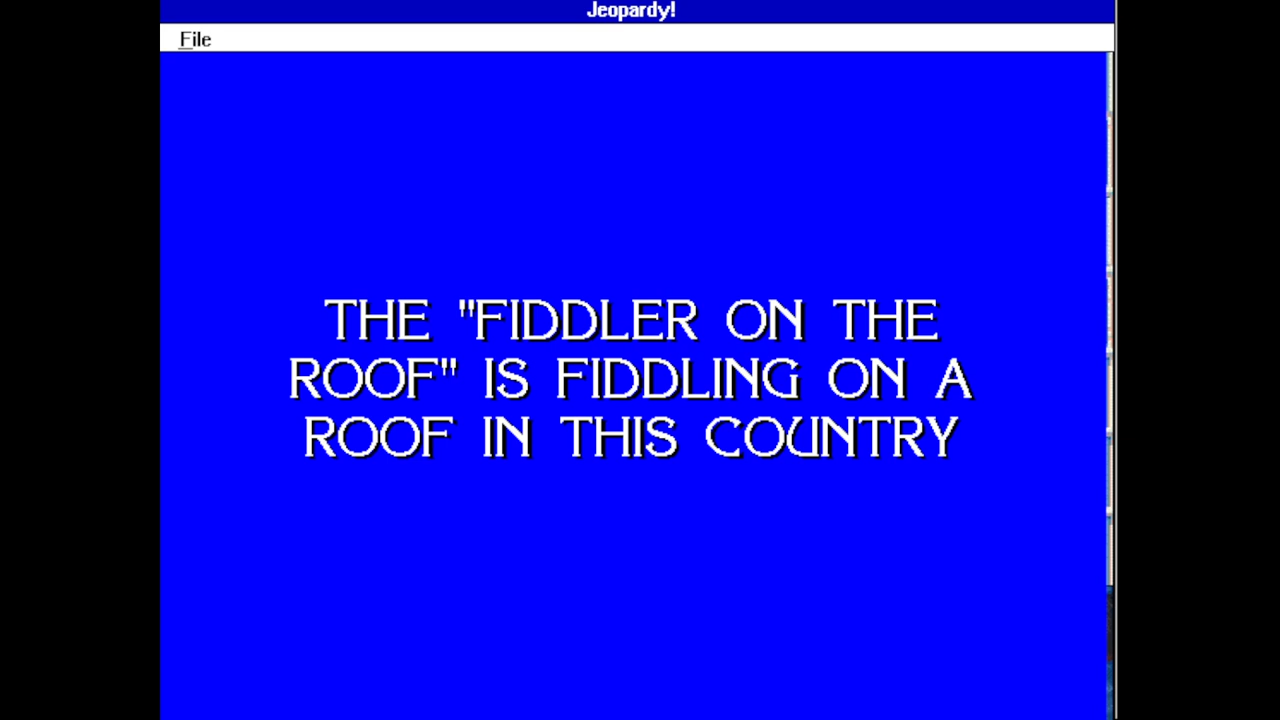 Jeopardy!
File
THE "FIDDLER ON THE
ROOF" IS FIDDLING ON A
ROOF IN THIS COUNTRY